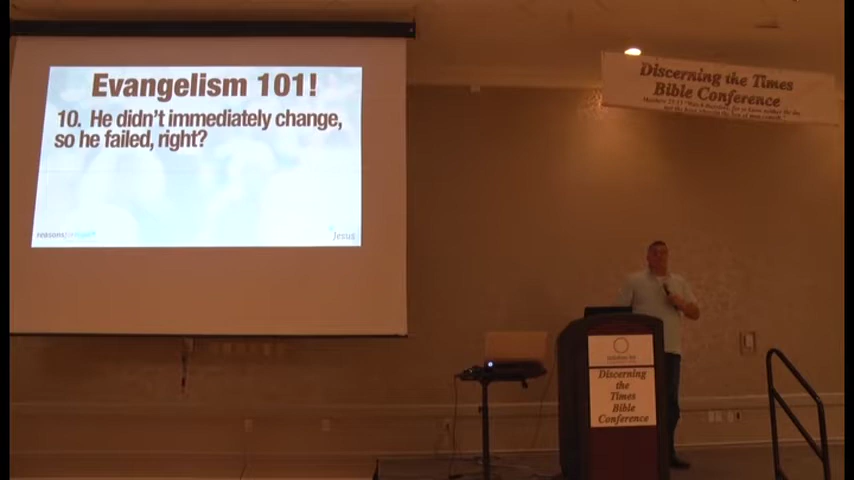 Evangelism 101!
10. He didn't immediately change,
so he failed, right?
Jesus
Discerning the Times
Bible Conference
Discerning
the
Times
Bible
Conference